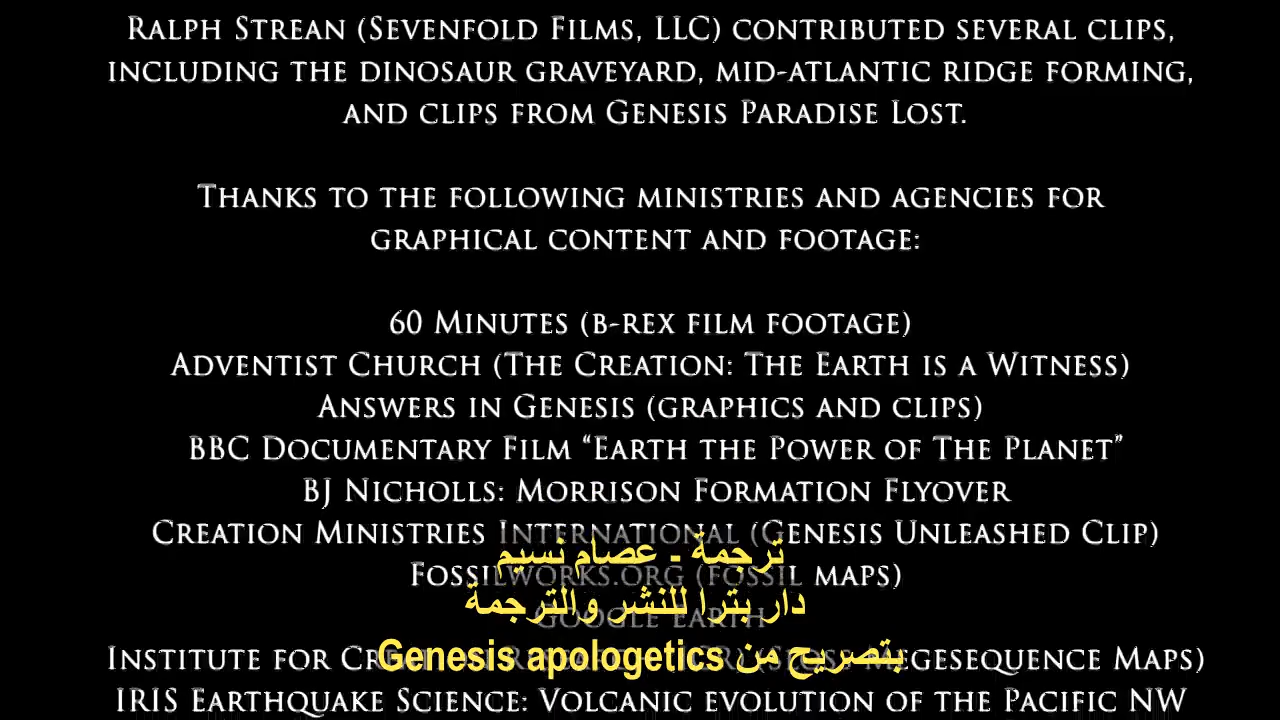 Ralph Strean (Sevenfold Films, LLC) contributed several clips,
including the dinosaur graveyard, mid-atlantic ridge forming,
and clips from Genesis Paradise Lost.
Thanks to the following ministries and agencies for
graphical content and footage:
60 Minutes (b-rex film footage)
Adventist Church (The Creation: The Earth is a Witness)
Answers in Genesis (graphics and clips)
BBC Documentary Film “Earth the Power of The Planet”
BJ Nicholls: Morrison Formation Flyover
Creation Ministries International (Genesis Unleashed Clip)
ترجمة - عصام نسيم
Fossilworks.org (fossil maps)
دار بترا للنشر والترجمة
Google Earth
بتصريح من Genesis apologetics
Institute for Megesequence Maps)
IRIS Earthquake Science: Volcanic evolution of the Pacific NW